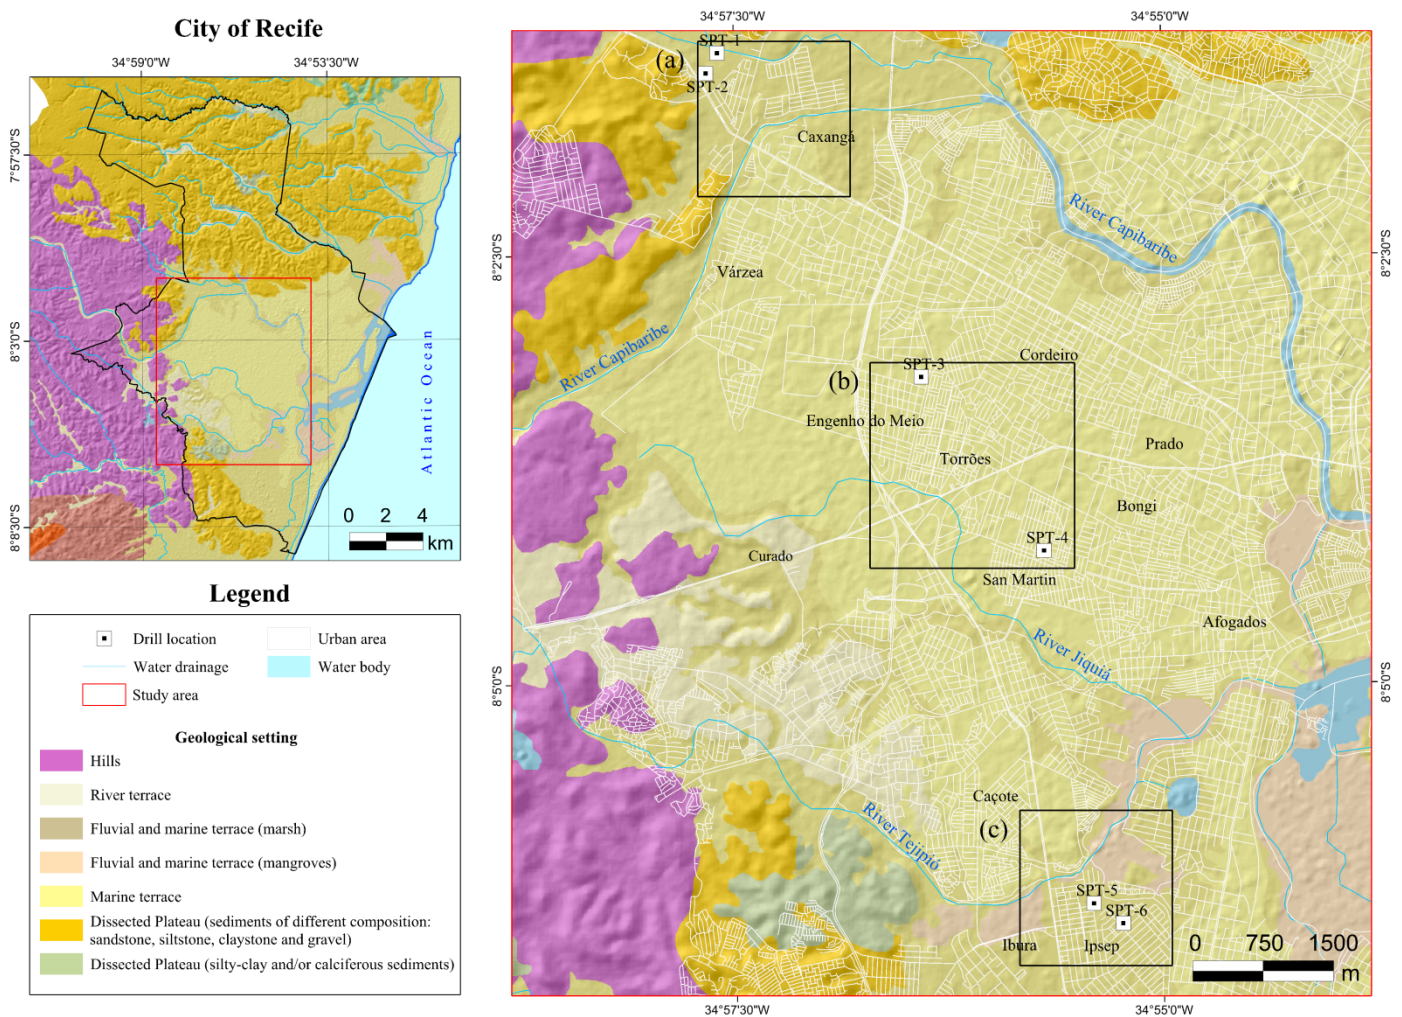 City of Recife
34°59'0"W
34°53'30"W
7°57'30"S
8°3'0"S
8°8'30"S
Atlantic Ocean
0 2 4
km
Legend
Drill location
Urban area
Water drainage
Water body
Study area
Geological setting
Hills
River terrace
Fluvial and marine terrace (marsh)
Fluvial and marine terrace (mangroves)
Marine terrace
Dissected Plateau (sediments of different composition:
sandstone, siltstone, claystone and gravel)
Dissected Plateau (silty-clay and/or calciferous sediments)
34°57'30"W
34°55'0"W
SPT-1
(a)
SPT-2
Caxangá
River Capibaribe
8°2'30"S
8°2'30"S
Várzea
River Capibaribe
Cordeiro
SPT-3
(b)
Engenho do Meio
Prado
Torrões
Bongi
SPT-4
Curado
San Martin
Afogados
River Jiquiá
8°5'0"S
8°5'0"S
Caçote
River Tejipió
(c)
SPT-5
SPT-6
Ibura
Ipsep
0 750 1500
m
34°57'30"W
34°55'0"W